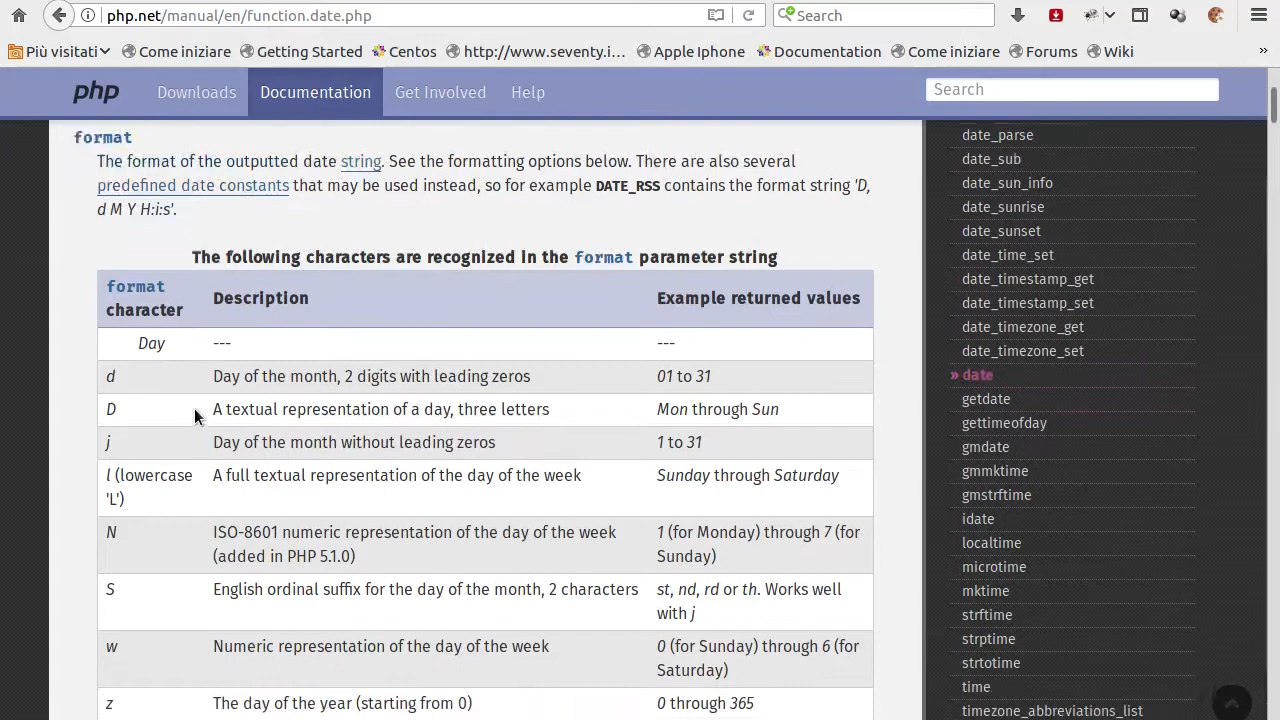 php.net/manual/en/function.date.php
Search
Più visitati
Come iniziare
Getting Started
Centos
http://www.seventy.i...
Apple Iphone
Documentation
Come iniziare
Forums
Wiki
»
php
Downloads
Documentation
Get Involved
Help
Search
format
The format of the outputted date string. See the formatting options below. There are also several
predefined date constants that may be used instead, so for example DATE_RSS contains the format string 'D,
d M Y H:i:s'.
The following characters are recognized in the format parameter string
format
character
Description
Example returned values
Day
---
---
d
Day of the month, 2 digits with leading zeros
01 to 31
D
A textual representation of a day, three letters
Mon through Sun
j
Day of the month without leading zeros
1 to 31
l (lowercase
'L')
A full textual representation of the day of the week
Sunday through Saturday
N
ISO-8601 numeric representation of the day of the week
(added in PHP 5.1.0)
1 (for Monday) through 7 (for
Sunday)
S
English ordinal suffix for the day of the month, 2 characters
st, nd, rd or th. Works well
with j
w
Numeric representation of the day of the week
0 (for Sunday) through 6 (for
Saturday)
z
The day of the year (starting from 0)
0 through 365
date_parse
date_sub
date_sun_info
date_sunrise
date_sunset
date_time_set
date_timestamp_get
date_timestamp_set
date_timezone_get
date_timezone_set
» date
getdate
gettimeofday
gmdate
gmmktime
gmstrftime
idate
localtime
microtime
mktime
strftime
strptime
strtotime
time
timezone_abbreviations_list